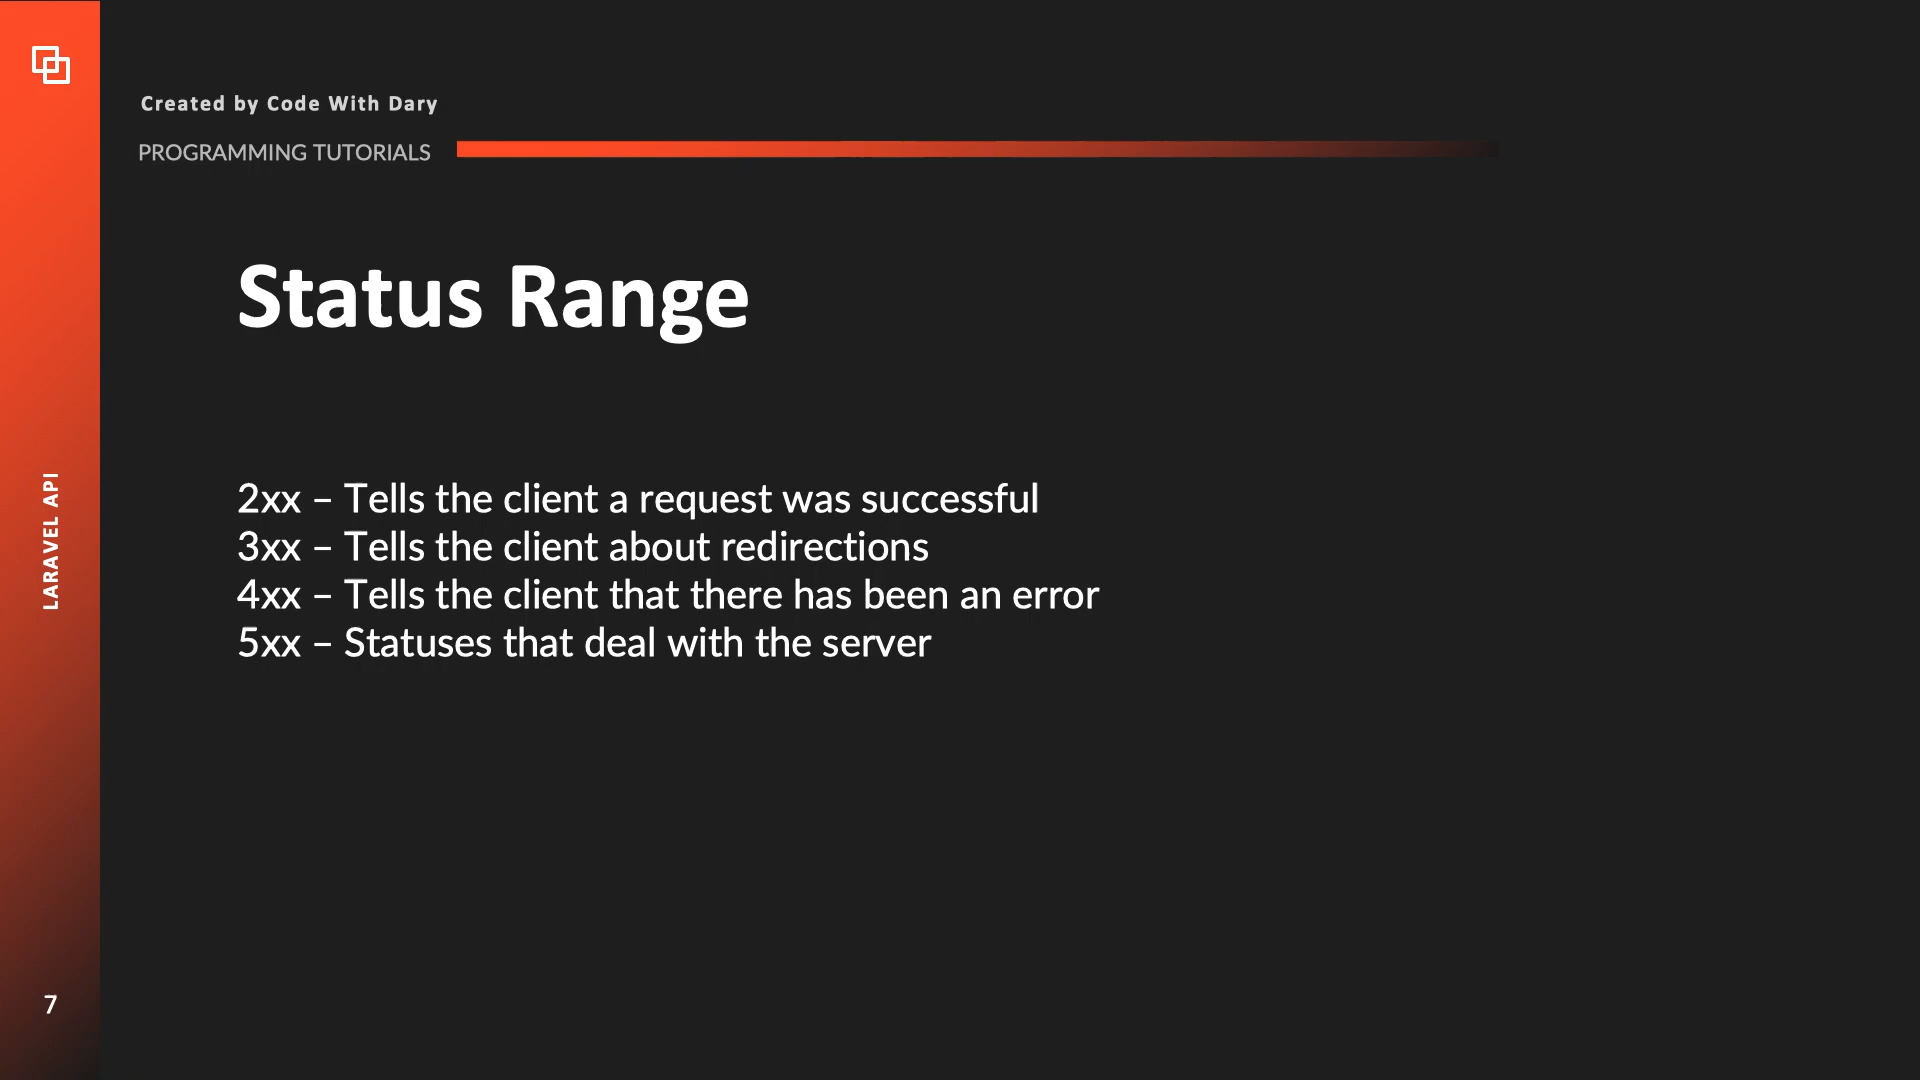 Created by Code With Dary
PROGRAMMING TUTORIALS
Status Range
2xx – Tells the client a request was successful
3xx – Tells the client about redirections
4xx – Tells the client that there has been an error
5xx – Statuses that deal with the server
LARAVEL API
7